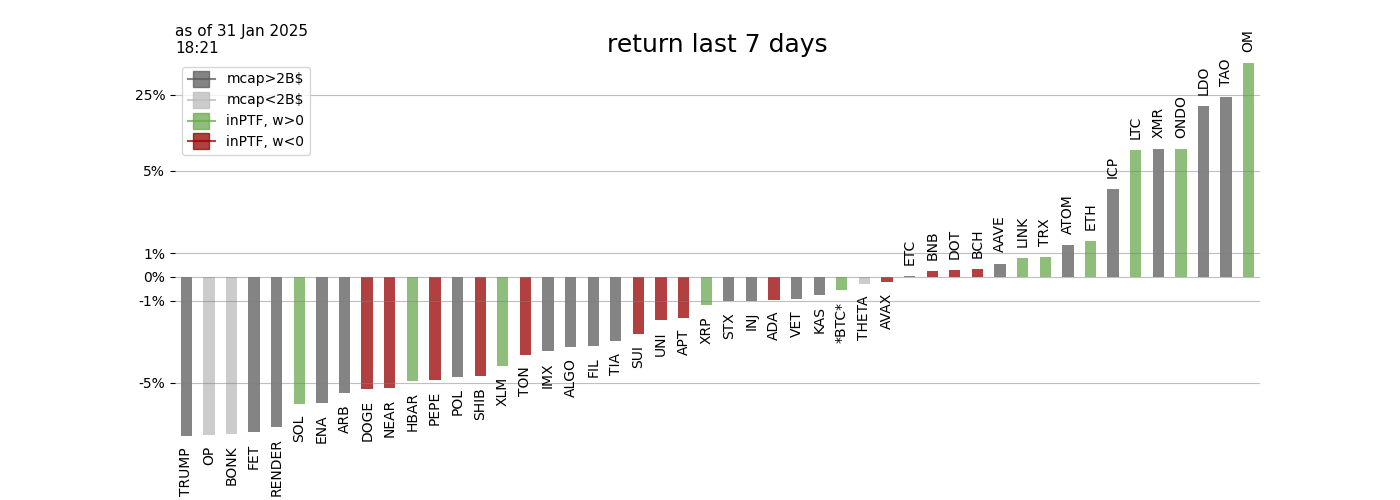 as of 31 Jan 2025
18:21
return last 7 days
mcap>2B$
mcap<2B$
inPTF, w>0
inPTF, w<0
25%
5%
1%
0%
-1%
-5%
TRUMP
OP
BONK
FET
RENDER
SOL
ENA
ARB
DOGE
NEAR
HBAR
PEPE
POL
SHIB
XLM
TON
IMX
ALGO
FIL
TIA
SUI
UNI
APT
XRP
STX
INJ
ADA
VET
KAS
*BTC*
THETA
AVAX
ETC
BNB
DOT
BCH
AAVE
LINK
TRX
ATOM
ETH
ICP
LTC
XMR
ONDO
LDO
TAO
OM